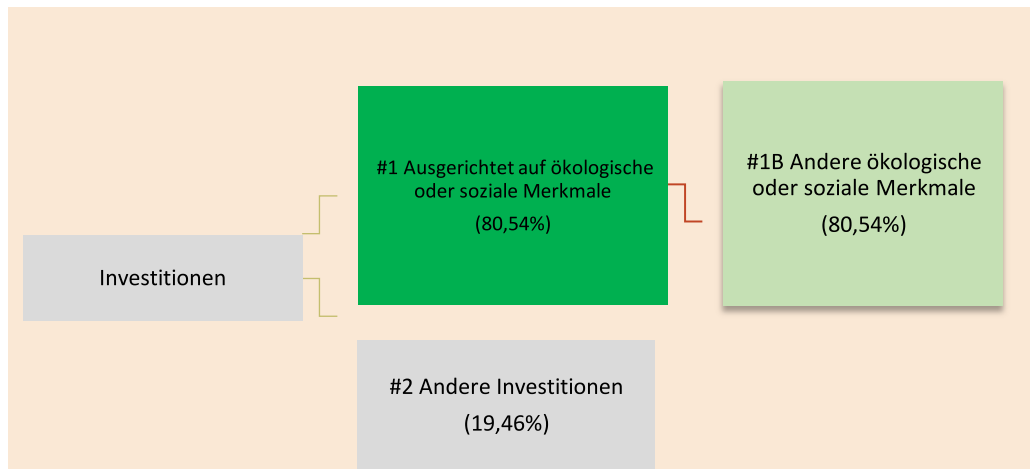 Investitionen
#1 Ausgerichtet auf ökologische
oder soziale Merkmale
(80,54%)
#1B Andere ökologische
oder soziale Merkmale
(80,54%)
#2 Andere Investitionen
(19,46%)